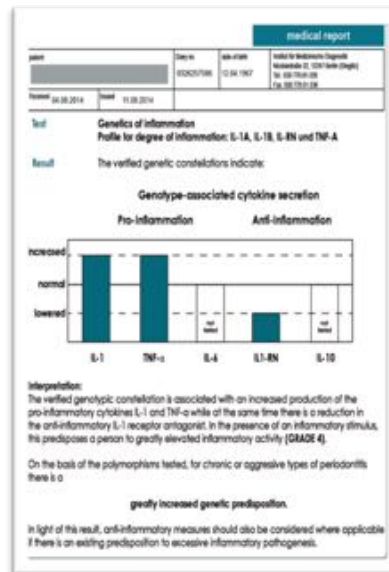 medical report
patient
Diary no.
date of birth
12.04.1967
Institut für Medizinische Diagnostik
Received 04.08.2014
Issued 11.08.2014
Test Genetics of inflammation
Profile for degree of inflammation: IL-1A, IL-1B, IL-RN und TNF-A
Result The verified genetic constellations indicate:
Genotype-associated cytokine secretion
Pro-inflammation Anti-inflammation
increased
normal
lowered
not tested
not tested
IL-1 TNF-α IL-6 IL1-RN IL-10
Interpretation:
The verified genotypic constellation is associated with an increased production of the
pro-inflammatory cytokines IL-1 and TNF-α while at the same time there is a reduction in
the anti-inflammatory IL-1 receptor antagonist. In the presence of an inflammatory stimulus,
this predisposes a person to greatly elevated inflammatory activity (GRADE 4).
On the basis of the polymorphisms tested, for chronic or aggressive types of periodontitis
there is a
greatly increased genetic predisposition.
In light of this result, anti-inflammatory measures should also be considered where applicable
if there is an existing predisposition to excessive inflammatory pathogenesis.